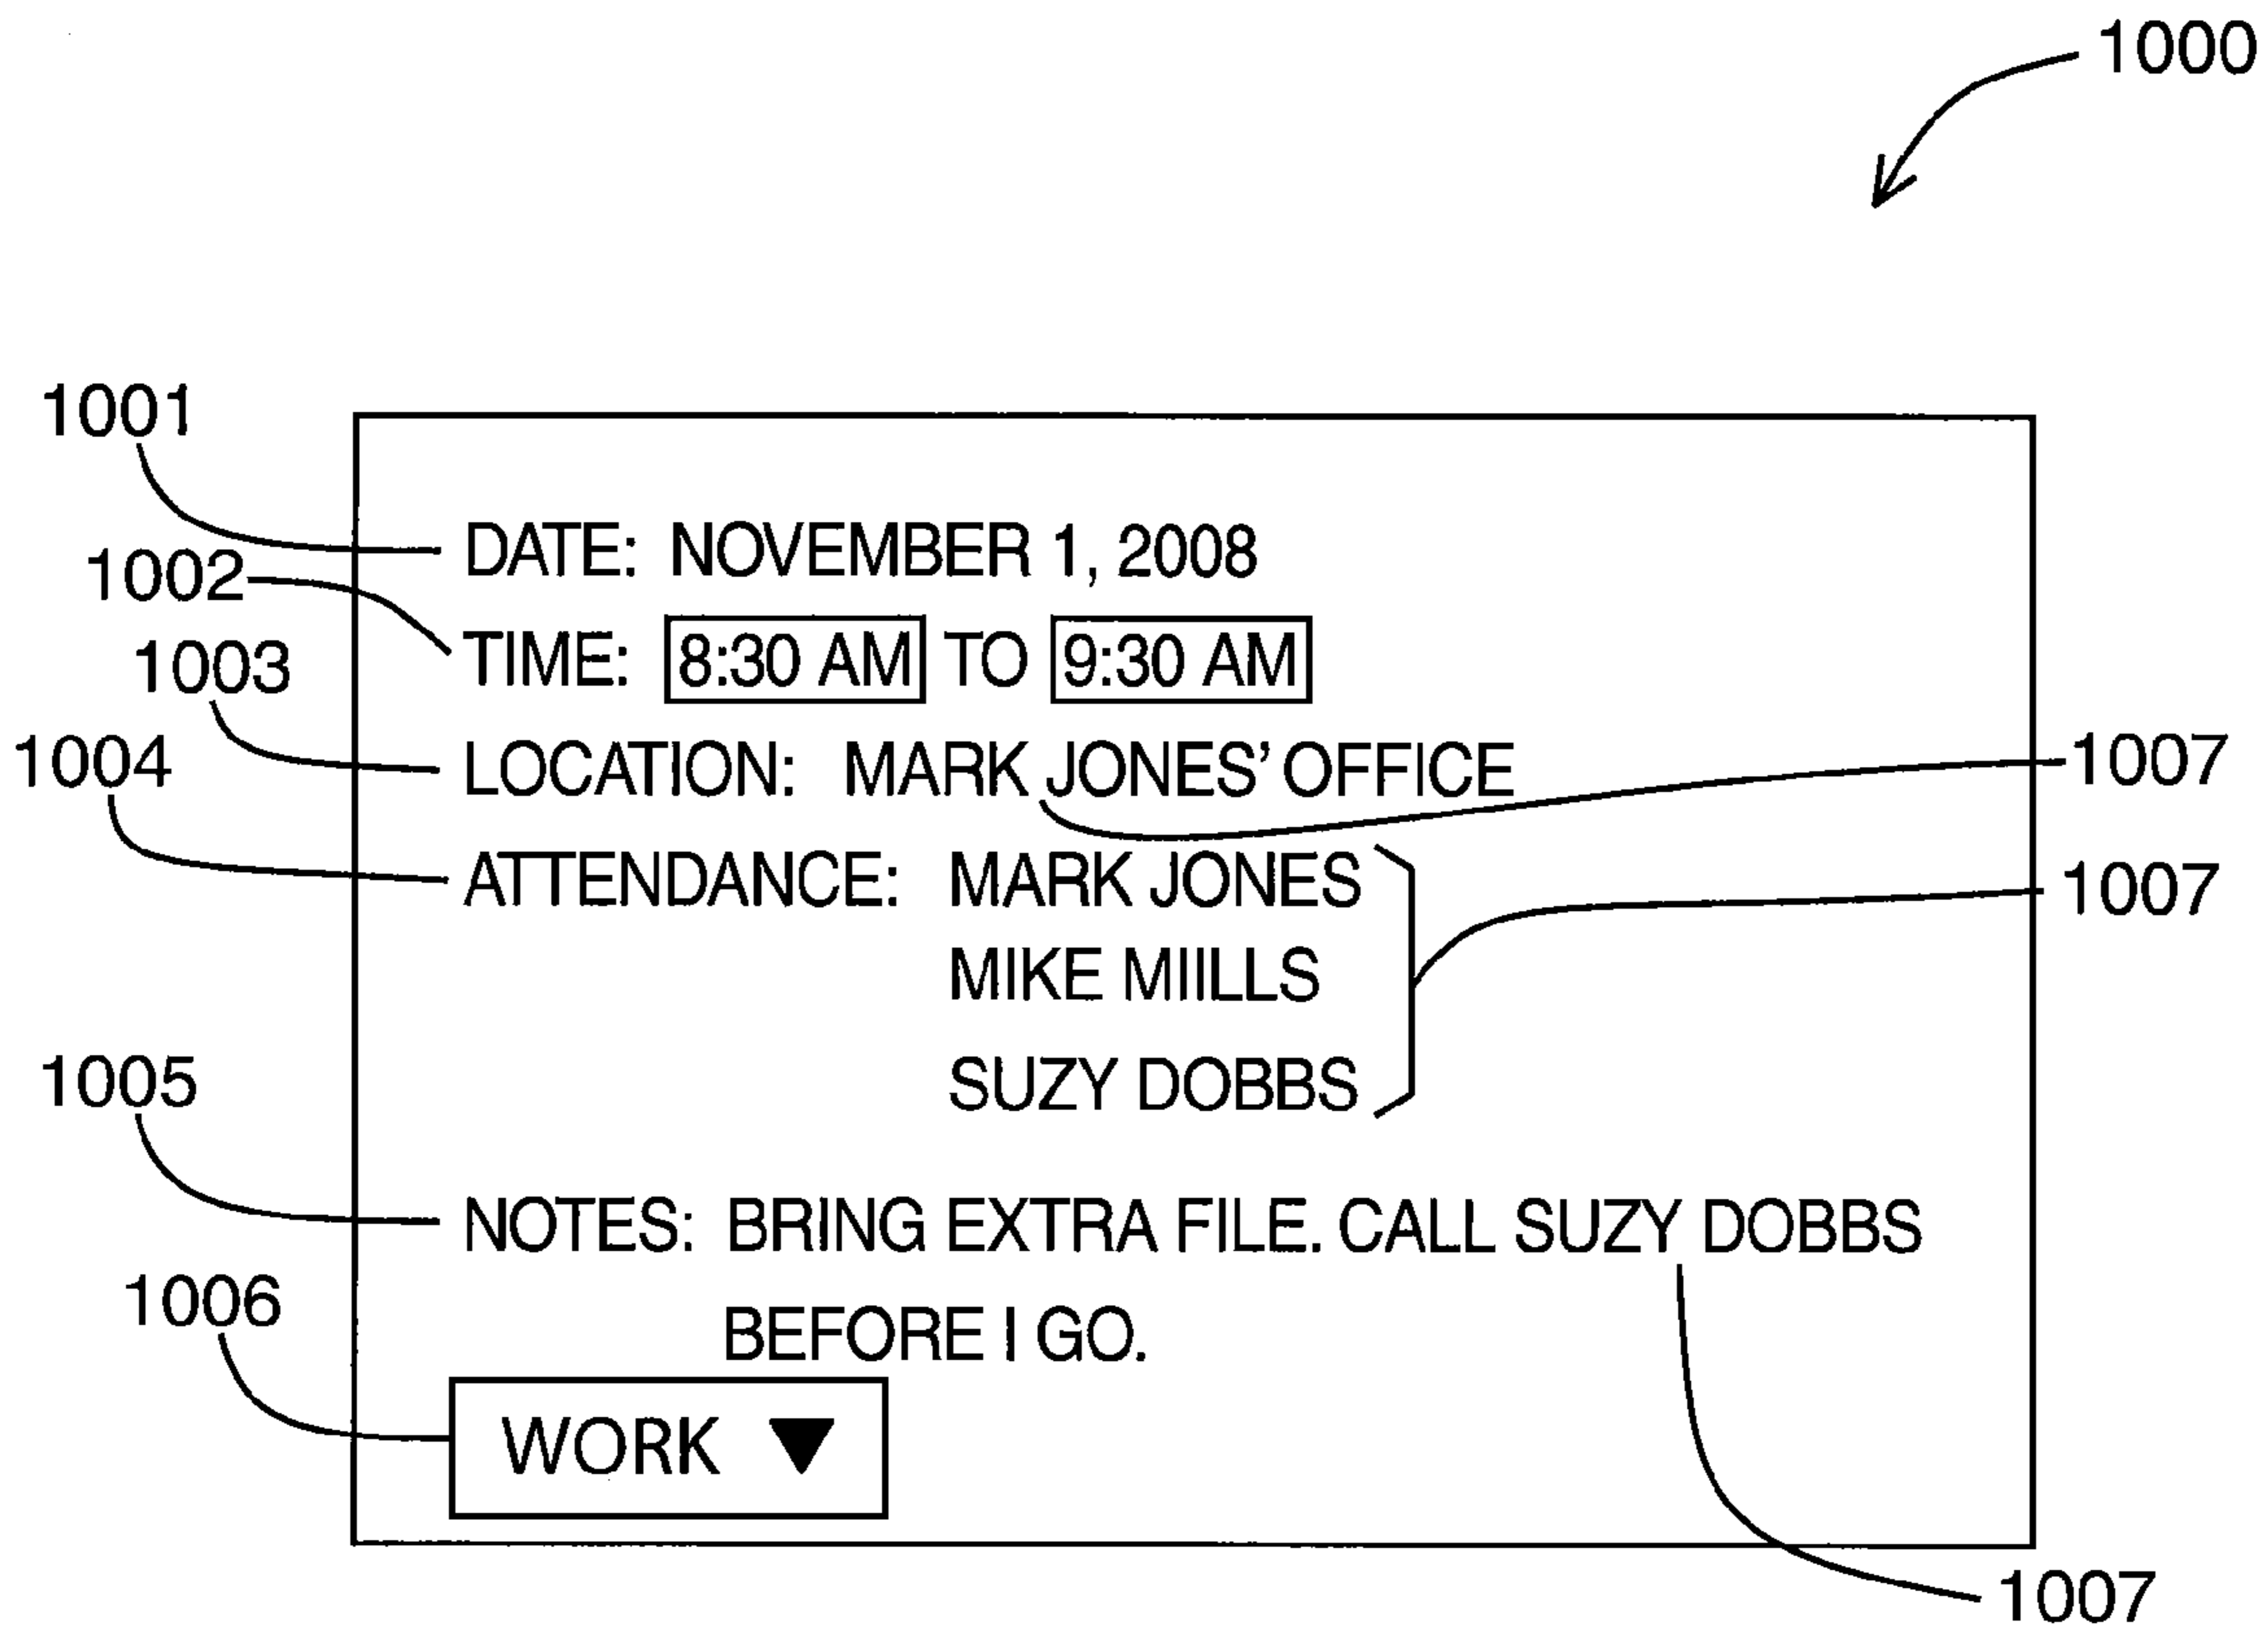 1000
1001
DATE: NOVEMBER 1, 2008
1002
TIME: 8:30 AM TO 9:30 AM
1003
LOCATION: MARK JONES' OFFICE
1007
1004
ATTENDANCE: MARK JONES
1007
MIKE MIILLS
SUZY DOBBS
1005
NOTES: BRING EXTRA FILE. CALL SUZY DOBBS
1006
BEFORE I GO.
WORK
1007